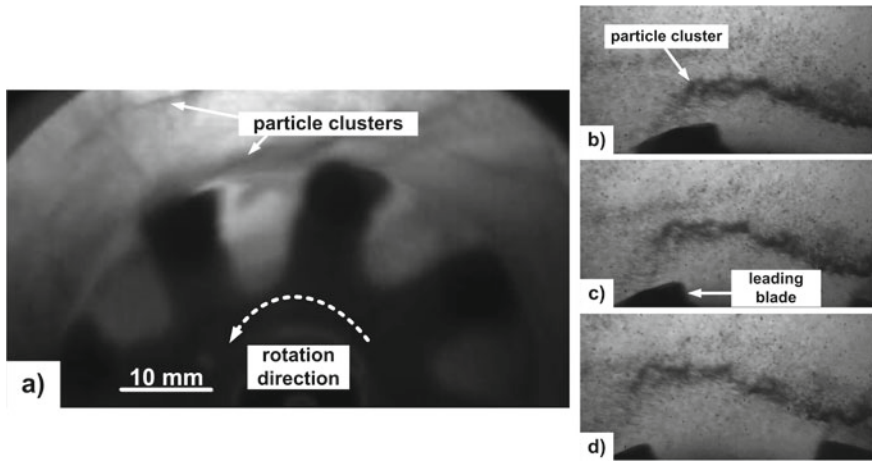 particle clusters
rotation
direction
10 mm
a)
particle cluster
b)
leading
blade
c)
d)